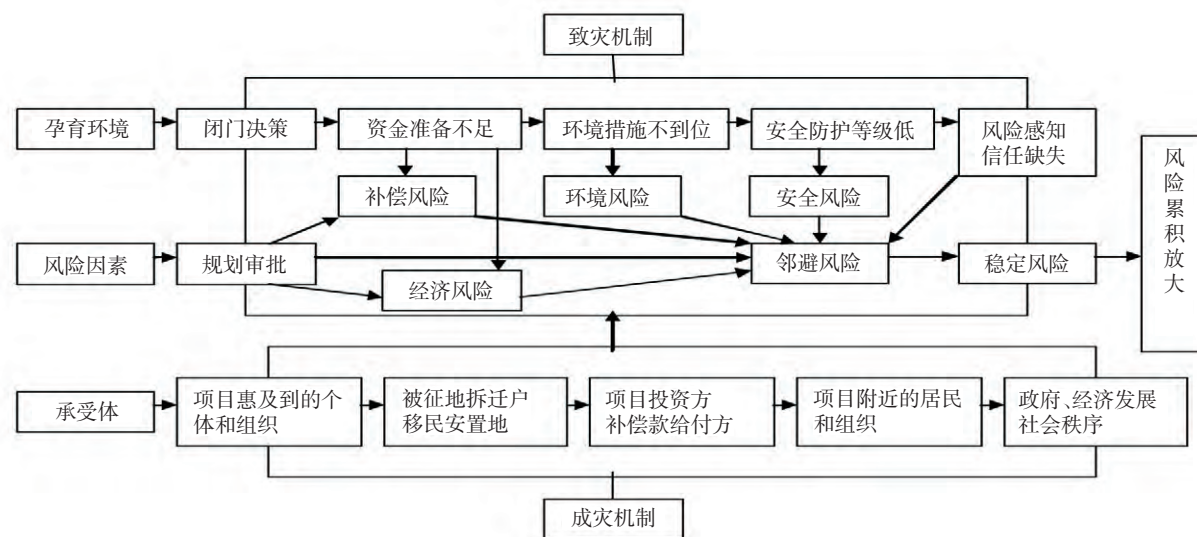 致灾机制
孕育环境
闭门决策
资金准备不足
环境措施不到位
安全防护等级低
风险感知
信任缺失
补偿风险
环境风险
安全风险
风险因素
规划审批
经济风险
邻避风险
稳定风险
风险累积放大
承受体
项目惠及到的个
体和组织
被征地拆迁户
移民安置地
项目投资方
补偿款给付方
项目附近的居民
和组织
政府、经济发展
社会秩序
成灾机制